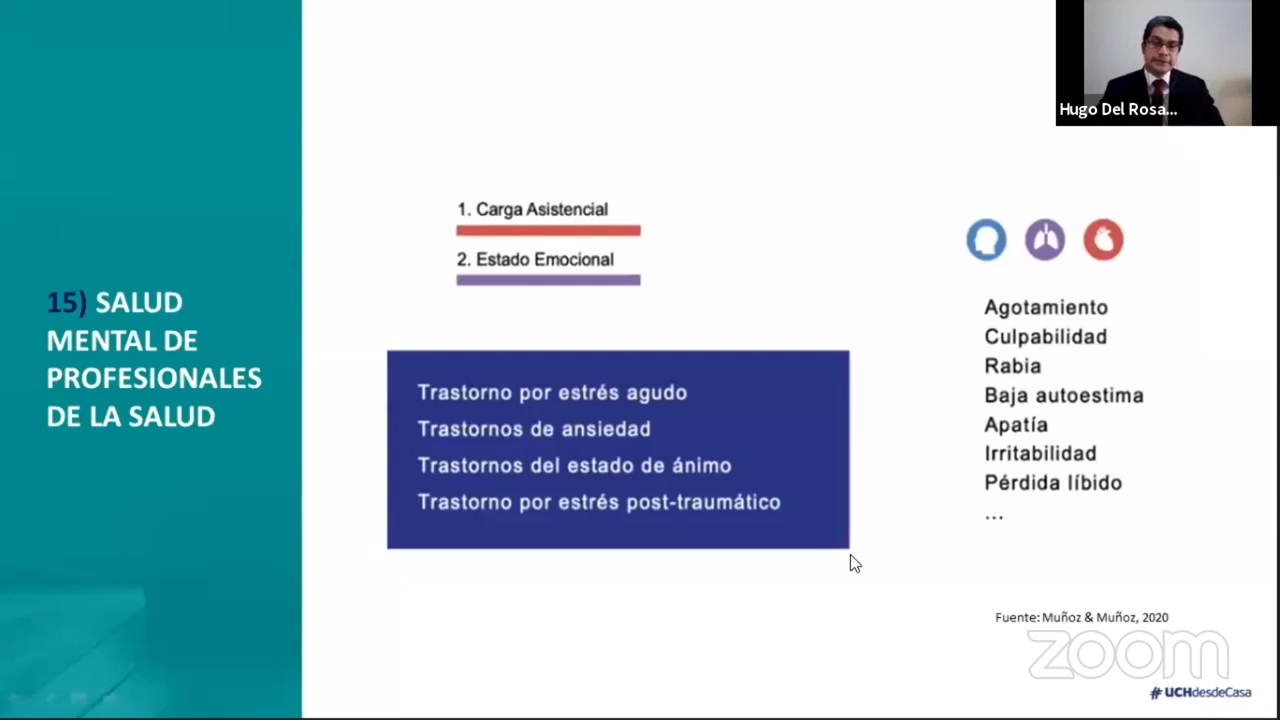 Hugo Del Rosa...
15) SALUD
MENTAL DE
PROFESIONALES
DE LA SALUD
1. Carga Asistencial
2. Estado Emocional
Trastorno por estrés agudo
Trastornos de ansiedad
Trastornos del estado de ánimo
Trastorno por estrés post-traumático
Agotamiento
Culpabilidad
Rabia
Baja autoestima
Apatía
Irritabilidad
Pérdida líbido
...
Fuente: Muñoz & Muñoz, 2020
zoom
#UCHdesdeCasa